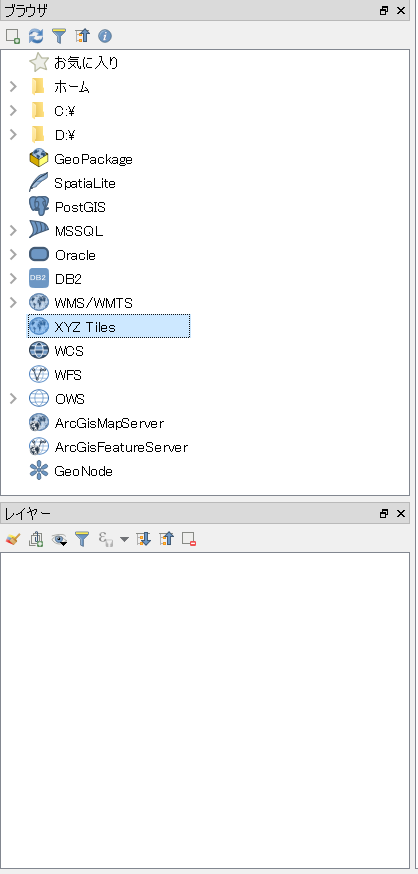 ブラウザ
お気に入り
ホーム
C:¥
D:¥
GeoPackage
SpatiaLite
PostGIS
MSSQL
Oracle
DB2
DB2
WMS/WMTS
XYZ Tiles
WCS
WFS
OWS
ArcGisMapServer
ArcGisFeatureServer
GeoNode
レイヤー